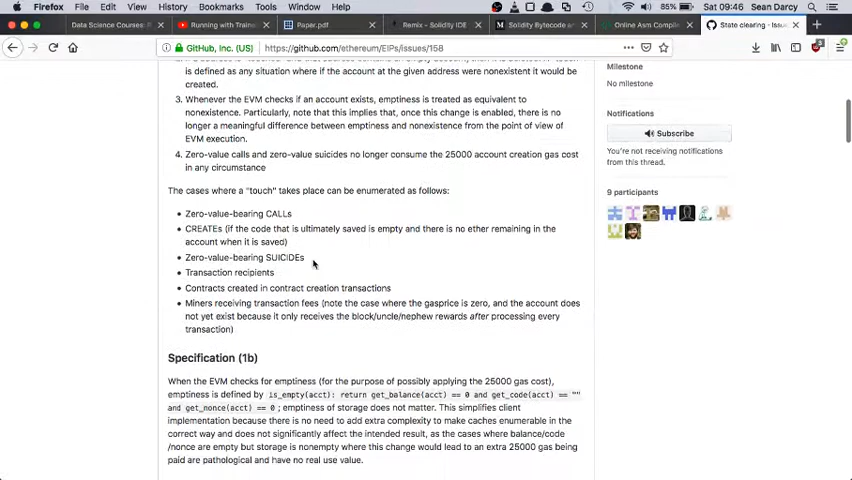 Firefox File Edit View History Bookmarks Tools Window Help 85% Sat 09:46 Sean Darcy
Data Science Courses: Running with Traine Paper.pdf Remix - Solidity IDE Solidity Bytecode and Online Asm Compile State clearing · Issu
GitHub, Inc. (US) https://github.com/ethereum/EIPs/issues/158
is defined as any situation where if the account at the given address were nonexistent it would be
created.
3. Whenever the EVM checks if an account exists, emptiness is treated as equivalent to
nonexistence. Particularly, note that this implies that, once this change is enabled, there is no
longer a meaningful difference between emptiness and nonexistence from the point of view of
EVM execution.
4. Zero-value calls and zero-value suicides no longer consume the 25000 account creation gas cost
in any circumstance
The cases where a "touch" takes place can be enumerated as follows:
Zero-value-bearing CALLs
CREATEs (if the code that is ultimately saved is empty and there is no ether remaining in the
account when it is saved)
Zero-value-bearing SUICIDEs
Transaction recipients
Contracts created in contract creation transactions
Miners receiving transaction fees (note the case where the gasprice is zero, and the account does
not yet exist because it only receives the block/uncle/nephew rewards after processing every
transaction)
Specification (1b)
When the EVM checks for emptiness (for the purpose of possibly applying the 25000 gas cost),
emptiness is defined by is_empty(acct): return get_balance(acct) == 0 and get_code(acct) == ""
and get_nonce(acct) == 0 ; emptiness of storage does not matter. This simplifies client
implementation because there is no need to add extra complexity to make caches enumerable in the
correct way and does not significantly affect the intended result, as the cases where balance/code
/nonce are empty but storage is nonempty where this change would lead to an extra 25000 gas being
paid are pathological and have no real use value.
Milestone
No milestone
Notifications
Subscribe
You're not receiving notifications
from this thread.
9 participants